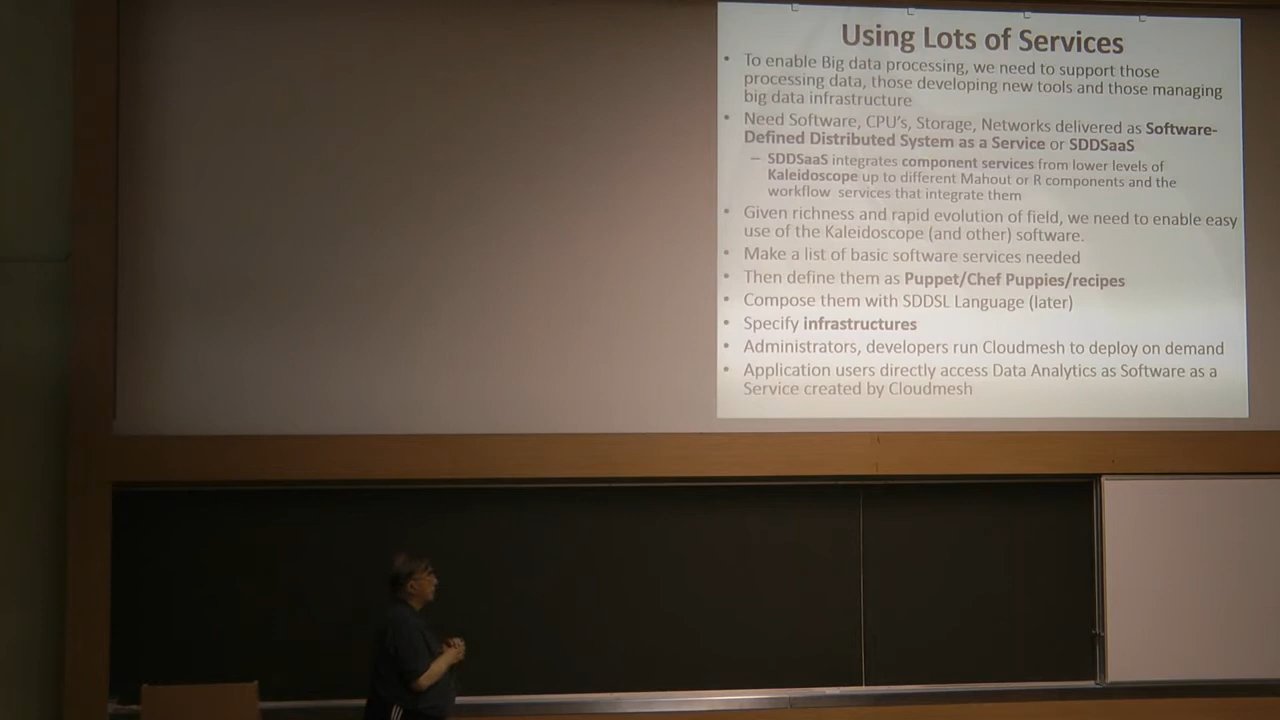 Using Lots of Services
• To enable Big data processing, we need to support those
processing data, those developing new tools and those managing
big data infrastructure
• Need Software, CPU's, Storage, Networks delivered as Software-
Defined Distributed System as a Service or SDDSaaS
– SDDSaaS integrates component services from lower levels of
Kaleidoscope up to different Mahout or R components and the
workflow services that integrate them
• Given richness and rapid evolution of field, we need to enable easy
use of the Kaleidoscope (and other) software.
• Make a list of basic software services needed
• Then define them as Puppet/Chef Puppies/recipes
• Compose them with SDDSL Language (later)
• Specify infrastructures
• Administrators, developers run Cloudmesh to deploy on demand
• Application users directly access Data Analytics as Software as a
Service created by Cloudmesh